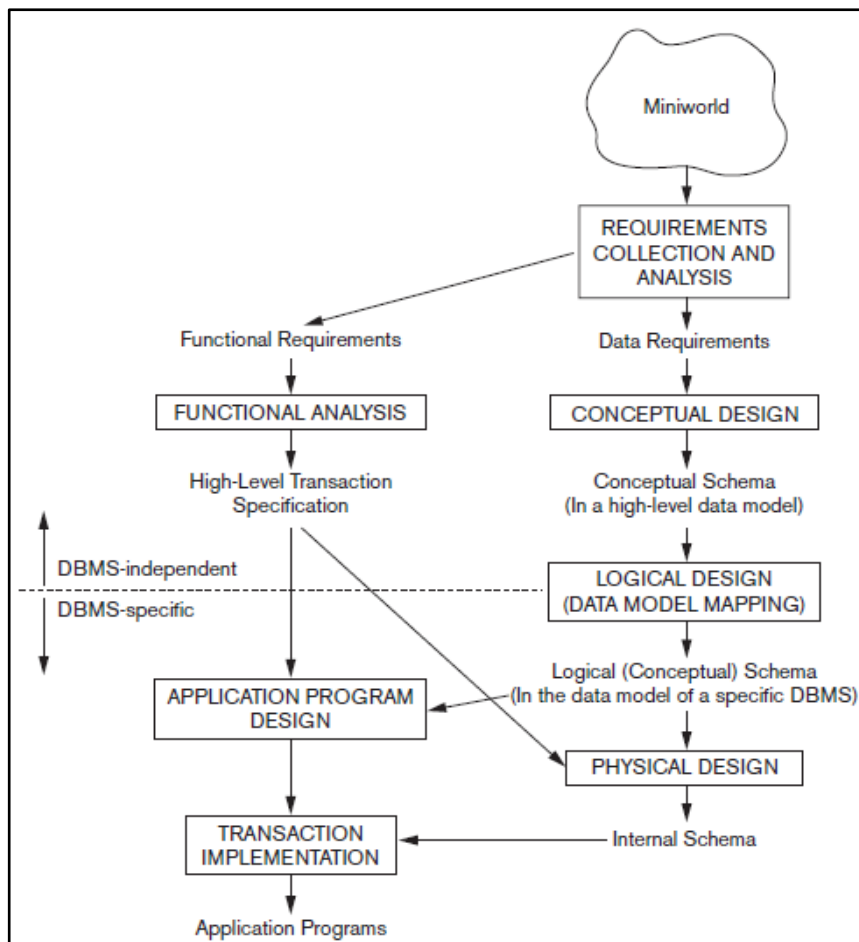 Miniworld
REQUIREMENTS
COLLECTION AND
ANALYSIS
Functional Requirements
Data Requirements
FUNCTIONAL ANALYSIS
CONCEPTUAL DESIGN
High-Level Transaction
Specification
Conceptual Schema
(In a high-level data model)
DBMS-independent
LOGICAL DESIGN
(DATA MODEL MAPPING)
DBMS-specific
Logical (Conceptual) Schema
(In the data model of a specific DBMS)
APPLICATION PROGRAM
DESIGN
PHYSICAL DESIGN
TRANSACTION
IMPLEMENTATION
Internal Schema
Application Programs